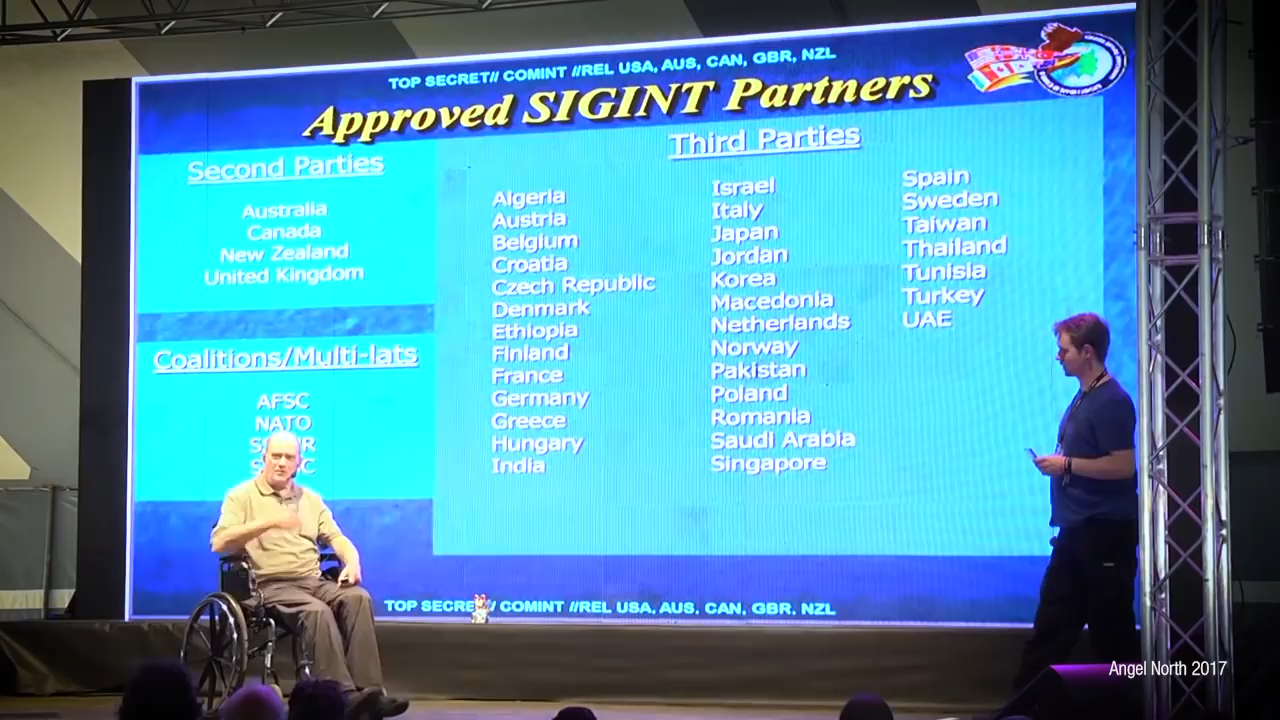 TOP SECRET// COMINT //REL USA, AUS, CAN, GBR, NZL
Approved SIGINT Partners
Second Parties
Australia
Canada
New Zealand
United Kingdom
Coalitions/Multi-lats
AFSC
NATO
Third Parties
Algeria
Austria
Belgium
Croatia
Czech Republic
Denmark
Ethiopia
Finland
France
Germany
Greece
Hungary
India
Israel
Italy
Japan
Jordan
Korea
Macedonia
Netherlands
Norway
Pakistan
Poland
Romania
Saudi Arabia
Singapore
Spain
Sweden
Taiwan
Thailand
Tunisia
Turkey
UAE
TOP SECRET// COMINT //REL USA, AUS, CAN, GBR, NZL
Angel North 2017